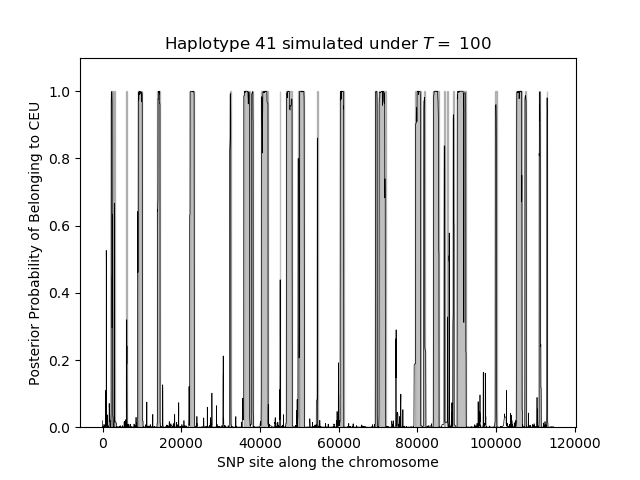 Haplotype 41 simulated under T = 100
Posterior Probability of Belonging to CEU
1.0
0.8
0.6
0.4
0.2
0.0
0 20000 40000 60000 80000 100000 120000
SNP site along the chromosome